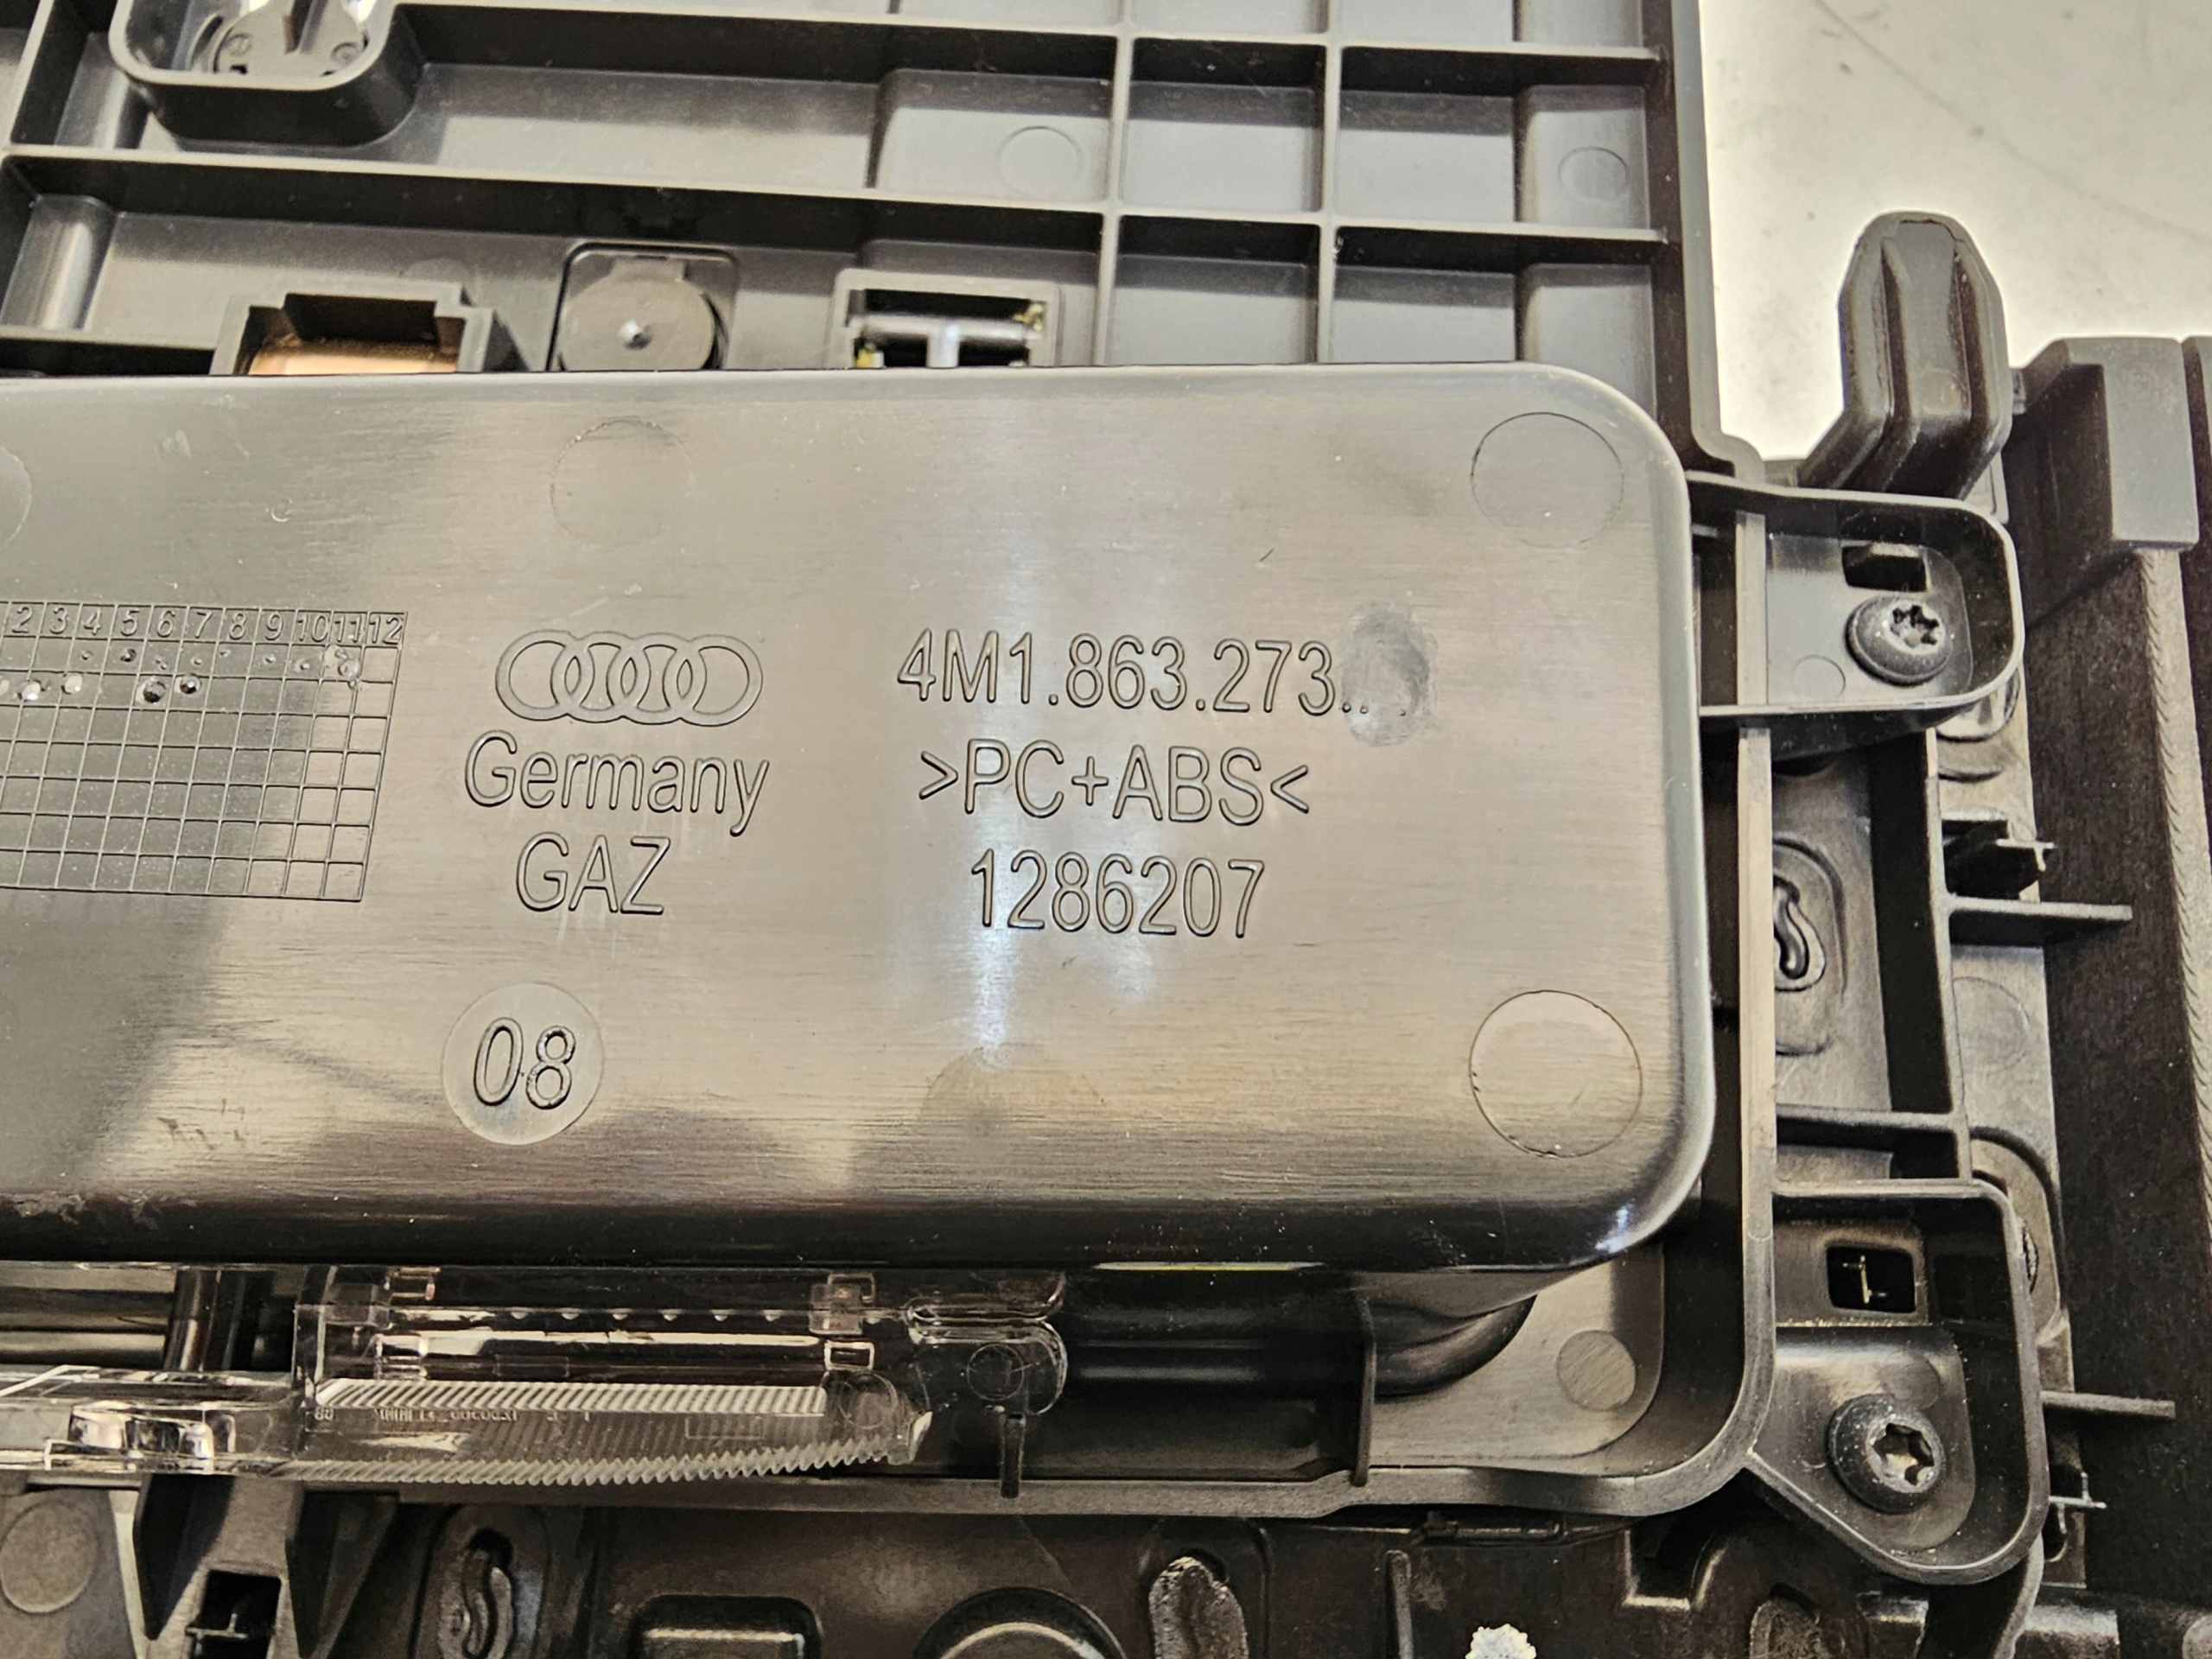 2 3 4 5 6 7 8 9 10 11 12
4M1.863.273..
Germany
>PC+ABS<
GAZ
1286207
08